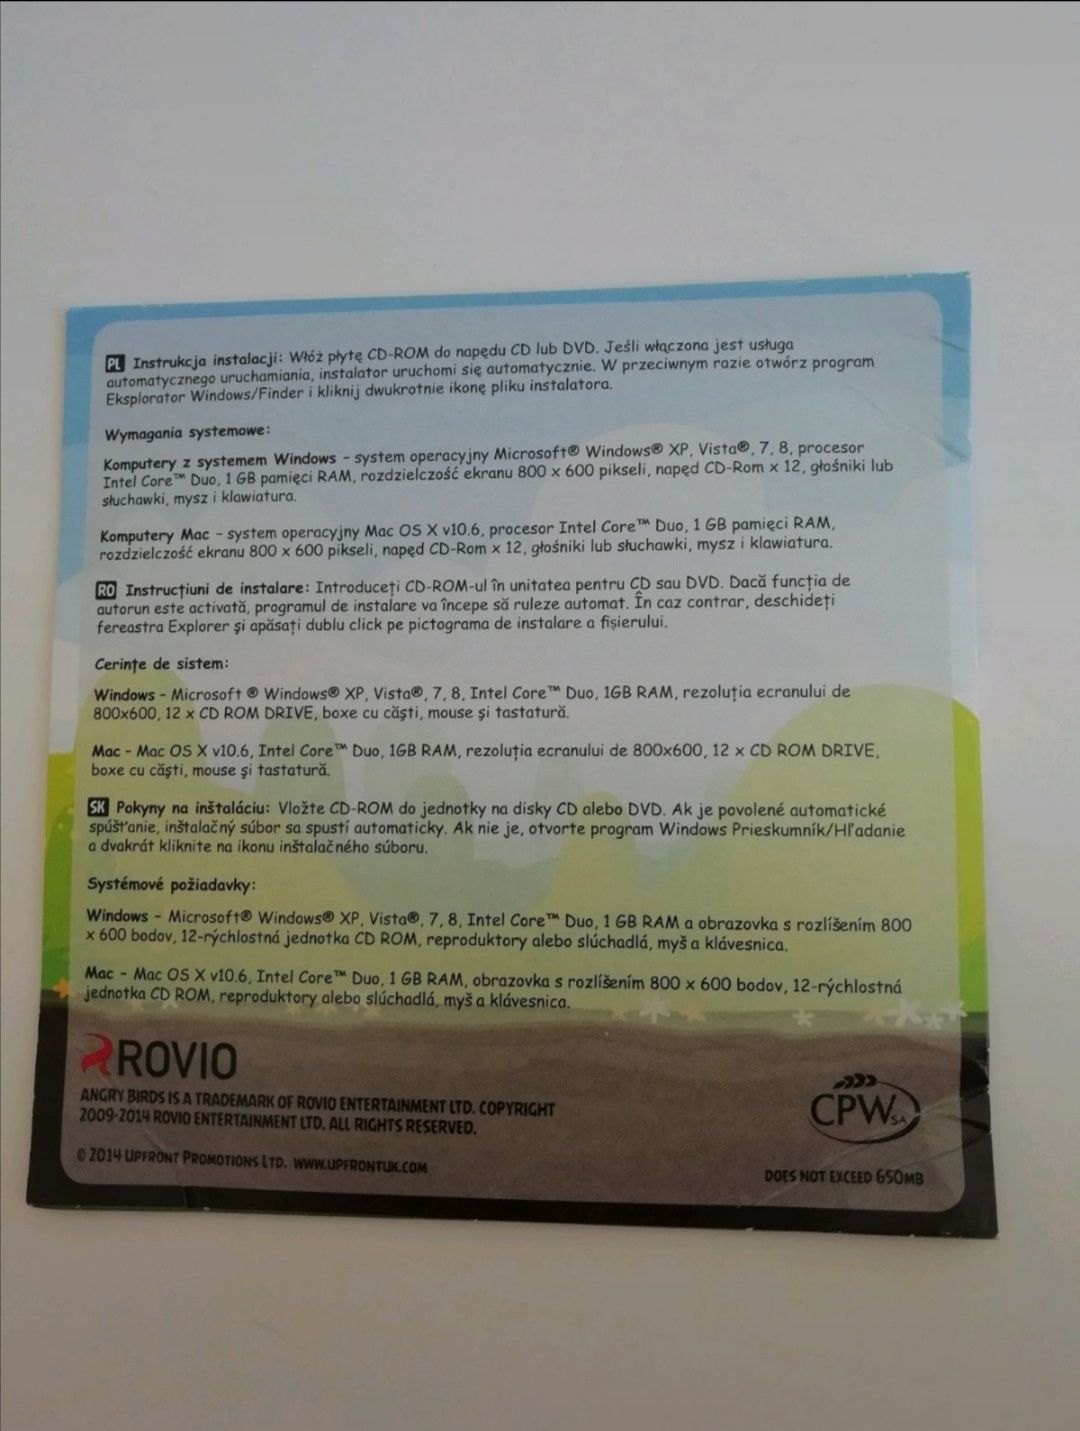 PL Instrukcja instalacji: Włóż płytę CD-ROM do napędu CD lub DVD. Jeśli włączona jest usługa
automatycznego uruchamiania, instalator uruchomi się automatycznie. W przeciwnym razie otwórz program
Eksplorator Windows/Finder i kliknij dwukrotnie ikonę pliku instalatora.
Wymagania systemowe:
Komputery z systemem Windows - system operacyjny Microsoft® Windows® XP, Vista®, 7, 8, procesor
Intel Core™ Duo, 1 GB pamięci RAM, rozdzielczość ekranu 800 x 600 pikseli, napęd CD-Rom x 12, głośniki lub
słuchawki, mysz i klawiatura.
Komputery Mac - system operacyjny Mac OS X v10.6, procesor Intel Core™ Duo, 1 GB pamięci RAM,
rozdzielczość ekranu 800 x 600 pikseli, napęd CD-Rom x 12, głośniki lub słuchawki, mysz i klawiatura.
RO Instrucțiuni de instalare: Introduceți CD-ROM-ul în unitatea pentru CD sau DVD. Dacă funcția de
autorun este activată, programul de instalare va începe să ruleze automat. În caz contrar, deschideți
fereastra Explorer și apăsați dublu click pe pictograma de instalare a fișierului.
Cerințe de sistem:
Windows - Microsoft ® Windows® XP, Vista®, 7, 8, Intel Core™ Duo, 1GB RAM, rezoluția ecranului de
800x600, 12 x CD ROM DRIVE, boxe cu căști, mouse și tastatură.
Mac - Mac OS X v10.6, Intel Core™ Duo, 1GB RAM, rezoluția ecranului de 800x600, 12 x CD ROM DRIVE,
boxe cu căști, mouse și tastatură.
SK Pokyny na inštaláciu: Vložte CD-ROM do jednotky na disky CD alebo DVD. Ak je povolené automatické
spúšťanie, inštalačný súbor sa spustí automaticky. Ak nie je, otvorte program Windows Prieskumník/Hľadanie
a dvakrát kliknite na ikonu inštalačného súboru.
Systémové požiadavky:
Windows - Microsoft® Windows® XP, Vista®, 7, 8, Intel Core™ Duo, 1 GB RAM a obrazovka s rozlíšením 800
x 600 bodov, 12-rýchlostná jednotka CD ROM, reproduktory alebo slúchadlá, myš a klávesnica.
Mac - Mac OS X v10.6, Intel Core™ Duo, 1 GB RAM, obrazovka s rozlíšením 800 x 600 bodov, 12-rýchlostná
jednotka CD ROM, reproduktory alebo slúchadlá, myš a klávesnica.
ROVIO
ANGRY BIRDS IS A TRADEMARK OF ROVIO ENTERTAINMENT LTD. COPYRIGHT
2009-2014 ROVIO ENTERTAINMENT LTD. ALL RIGHTS RESERVED.
© 2014 UPFRONT PROMOTIONS LTD. WWW.UPFRONTUK.COM
CPW SA
DOES NOT EXCEED 650MB